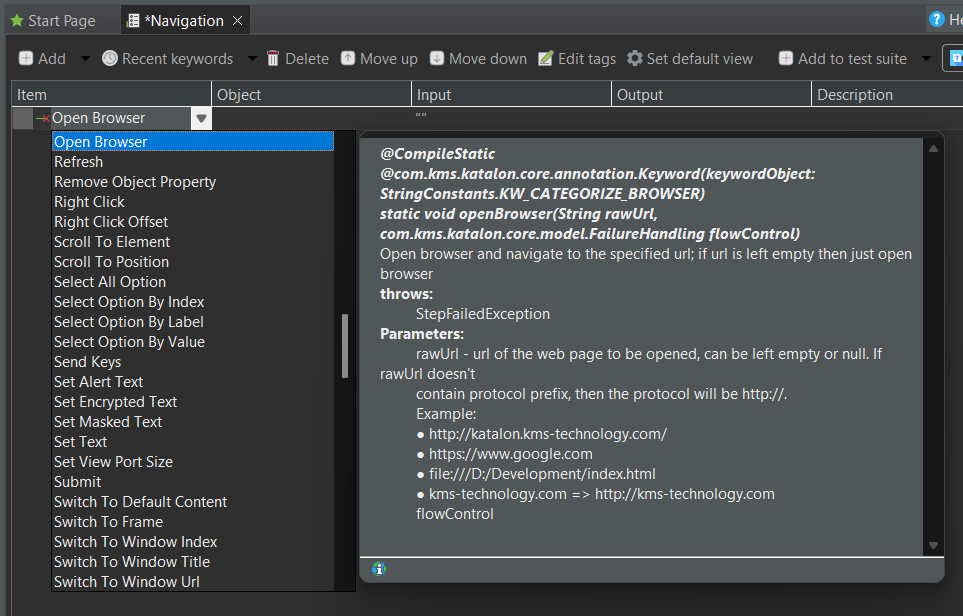 Start Page
*Navigation
He
Add
Recent keywords
Delete
Move up
Move down
Edit tags
Set default view
Add to test suite
Item
Object
Input
Output
Description
Open Browser
""
Open Browser
Refresh
Remove Object Property
Right Click
Right Click Offset
Scroll To Element
Scroll To Position
Select All Option
Select Option By Index
Select Option By Label
Select Option By Value
Send Keys
Set Alert Text
Set Encrypted Text
Set Masked Text
Set Text
Set View Port Size
Submit
Switch To Default Content
Switch To Frame
Switch To Window Index
Switch To Window Title
Switch To Window Url
@CompileStatic
@com.kms.katalon.core.annotation.Keyword(keywordObject:
StringConstants.KW_CATEGORIZE_BROWSER)
static void openBrowser(String rawUrl,
com.kms.katalon.core.model.FailureHandling flowControl)
Open browser and navigate to the specified url; if url is left empty then just open
browser
throws:
StepFailedException
Parameters:
rawUrl - url of the web page to be opened, can be left empty or null. If
rawUrl doesn't
contain protocol prefix, then the protocol will be http://.
Example:
● http://katalon.kms-technology.com/
● https://www.google.com
● file:///D:/Development/index.html
● kms-technology.com => http://kms-technology.com
flowControl